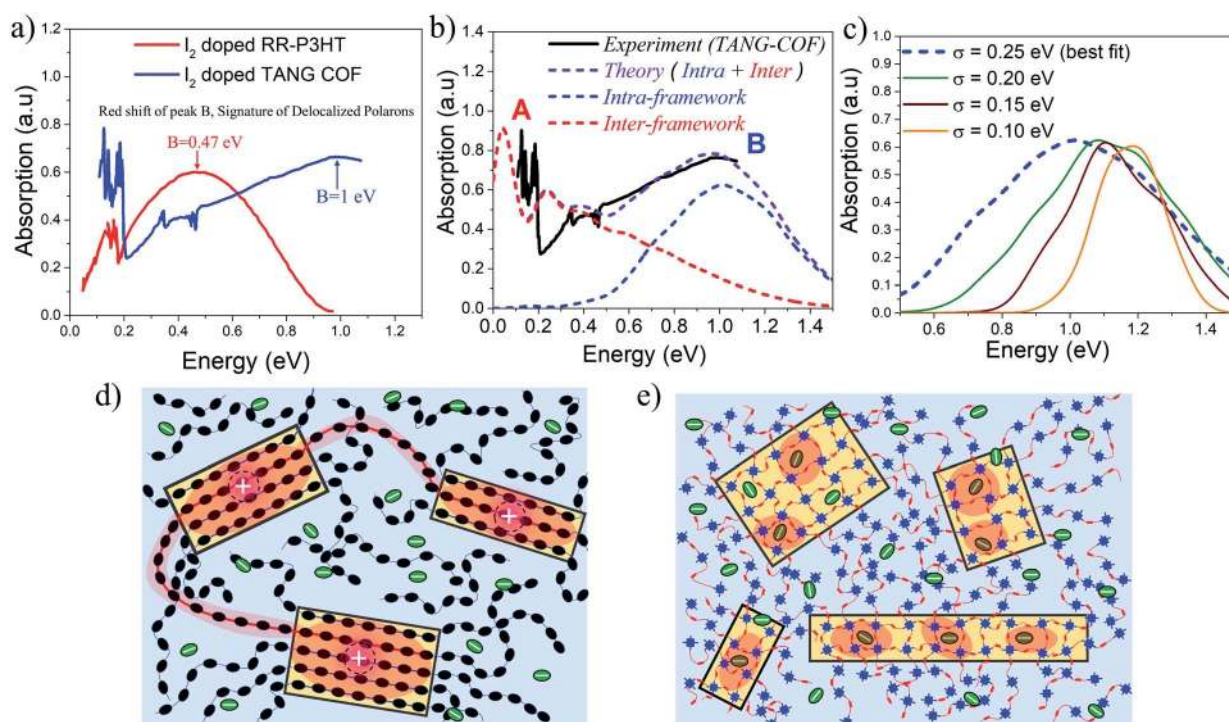 a)
I2 doped RR-P3HT
I2 doped TANG COF
Red shift of peak B, Signature of Delocalized Polarons
B=0.47 eV
B=1 eV
Absorption (a.u)
1.2
1.0
0.8
0.6
0.4
0.2
0.0
0.0 0.2 0.4 0.6 0.8 1.0 1.2
Energy (eV)
b)
Experiment (TANG-COF)
Theory ( Intra + Inter )
Intra-framework
Inter-framework
A
B
Absorption (a.u)
1.4
1.2
1.0
0.8
0.6
0.4
0.2
0.0
0.0 0.2 0.4 0.6 0.8 1.0 1.2 1.4
Energy (eV)
c)
σ = 0.25 eV (best fit)
σ = 0.20 eV
σ = 0.15 eV
σ = 0.10 eV
Absorption (a.u)
1.0
0.9
0.8
0.7
0.6
0.5
0.4
0.3
0.2
0.1
0.0
0.6 0.8 1.0 1.2 1.4
Energy (eV)
d)
+
+
+
e)